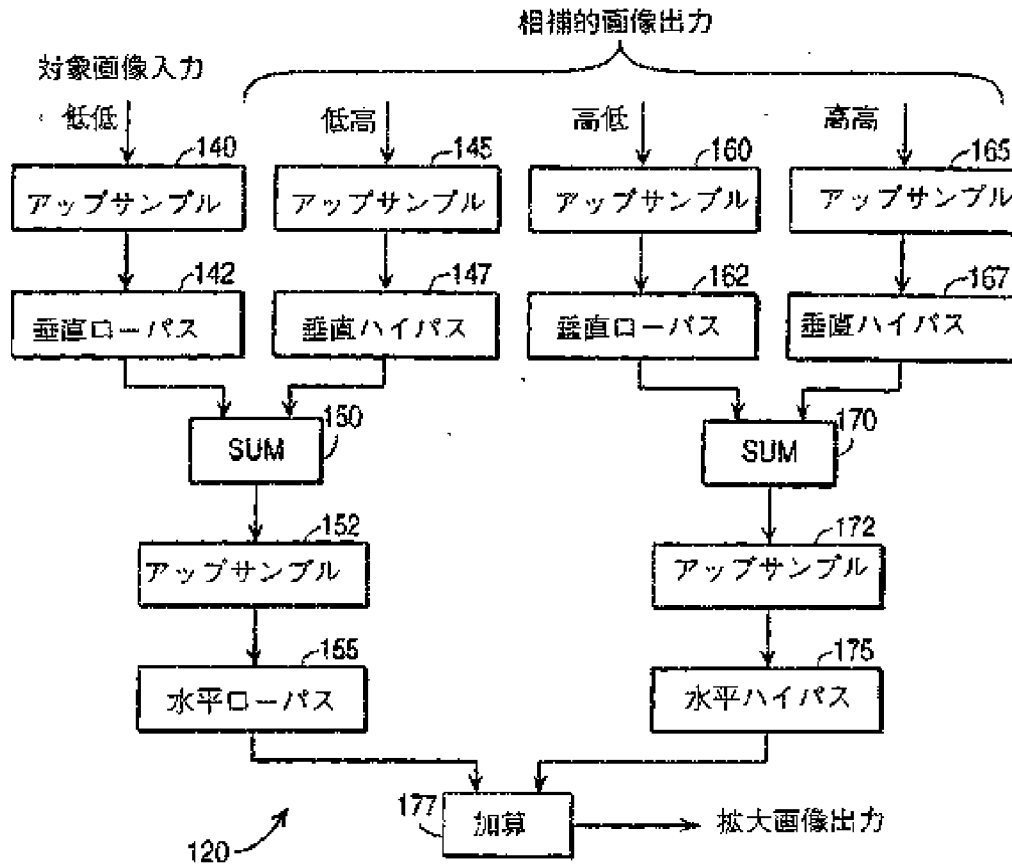 相補的画像出力
対象画像入力
低低 低高 高低 高高
140 145 160 165
アップサンプル アップサンプル アップサンプル アップサンプル
142 147 162 167
垂直ローパス 垂直ハイパス 垂直ローパス 垂直ハイパス
150 170
SUM SUM
152 172
アップサンプル アップサンプル
155 175
水平ローパス 水平ハイパス
177 加算 拡大画像出力
120